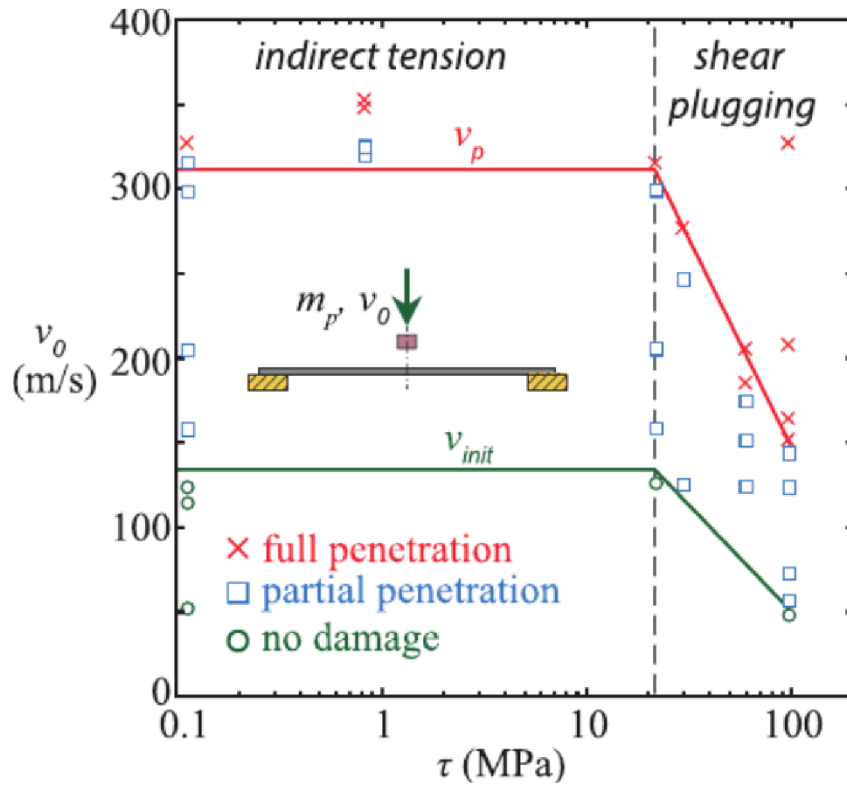 400
indirect tension
shear
plugging
v_p
300
m_p, v_0
v_0
(m/s)
200
v_init
100
full penetration
partial penetration
no damage
0
0.1
1
10
100
τ (MPa)